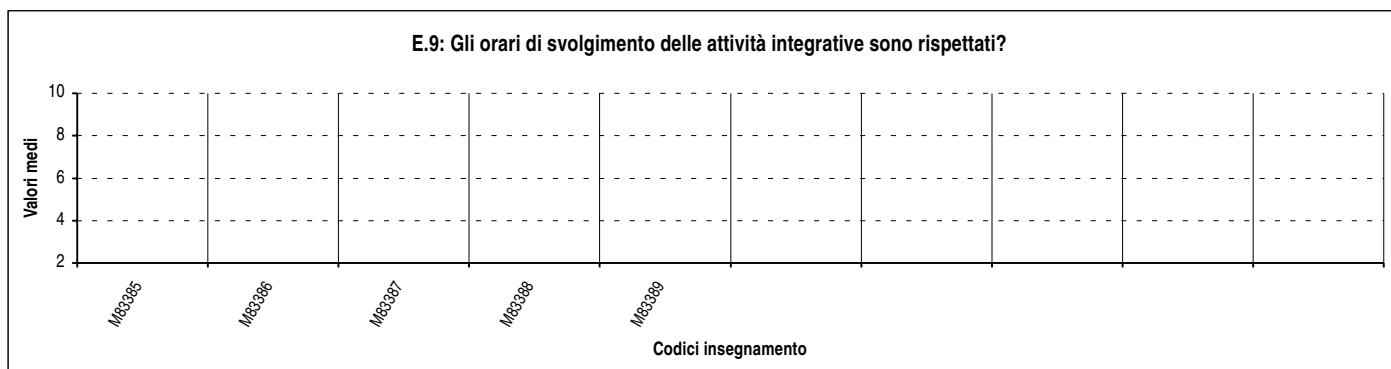 E.9: Gli orari di svolgimento delle attività integrative sono rispettati?
Valori medi
10
8
6
4
2
M83385
M83386
M83387
M83388
M83389
Codici insegnamento